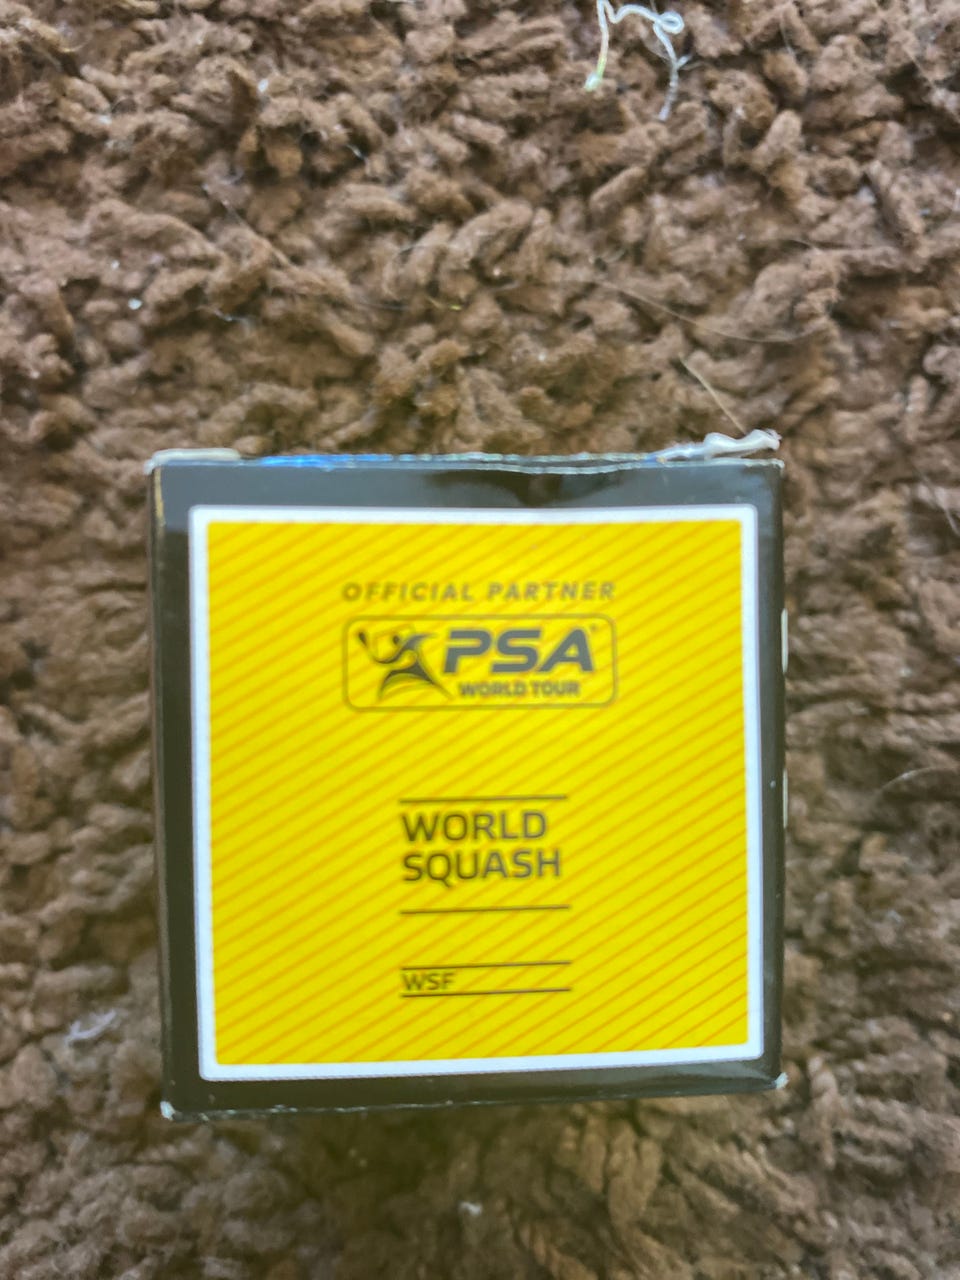 OFFICIAL PARTNER
PSA
WORLD TOUR
WORLD
SQUASH
WSF